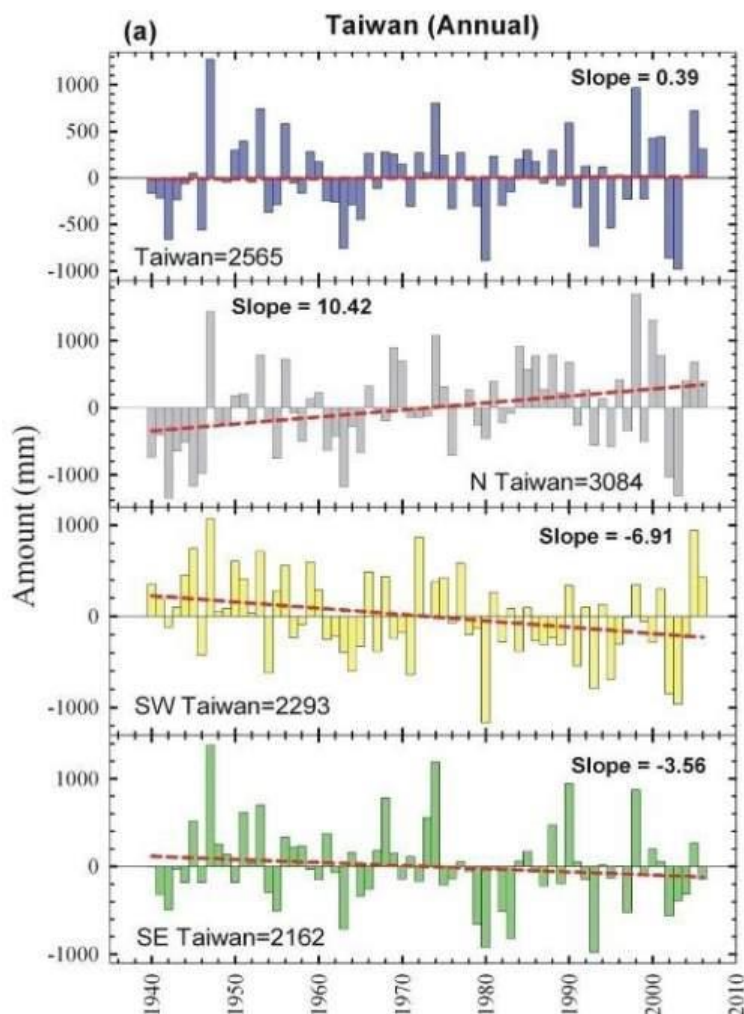 (a) Taiwan (Annual)
Slope = 0.39
1000
500
0
-500
-1000
Taiwan=2565
Slope = 10.42
1000
0
-1000
N Taiwan=3084
Slope = -6.91
1000
0
-1000
SW Taiwan=2293
Slope = -3.56
1000
0
-1000
SE Taiwan=2162
Amount (mm)
1940 1950 1960 1970 1980 1990 2000 2010